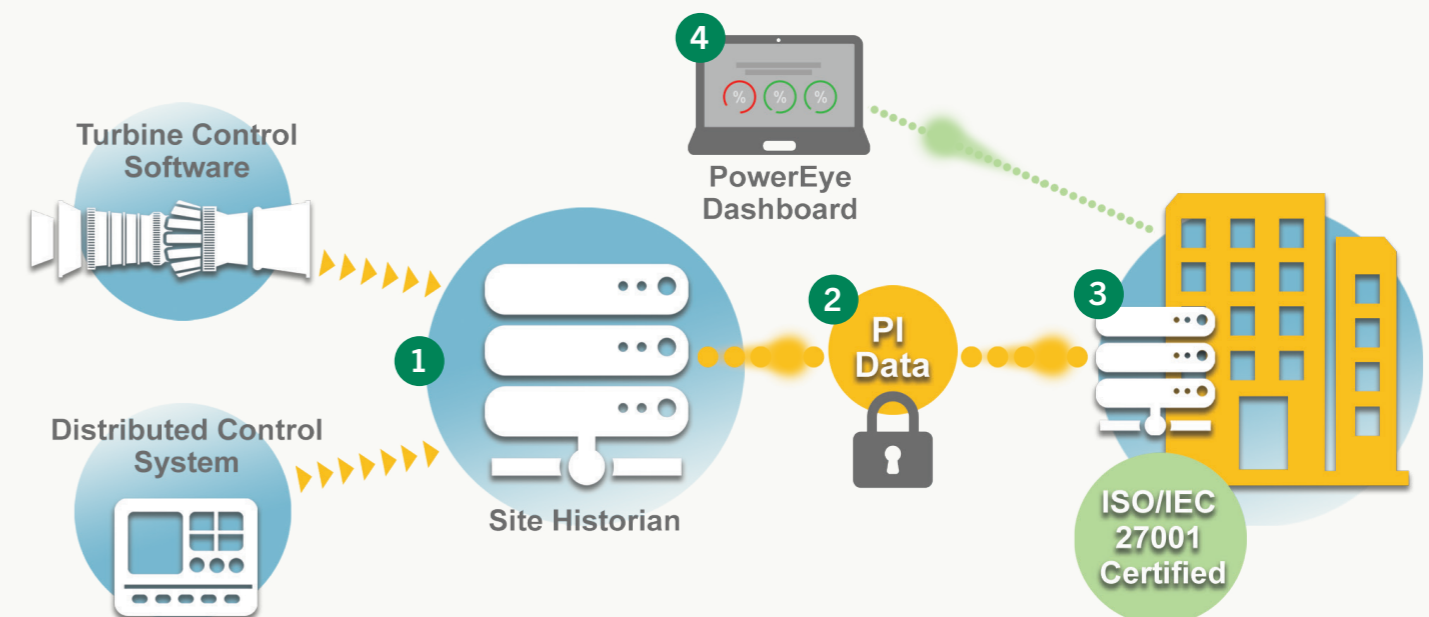 4
% % %
PowerEye
Dashboard
Turbine Control
Software
1
Site Historian
Distributed Control
System
2
PI
Data
3
ISO/IEC
27001
Certified